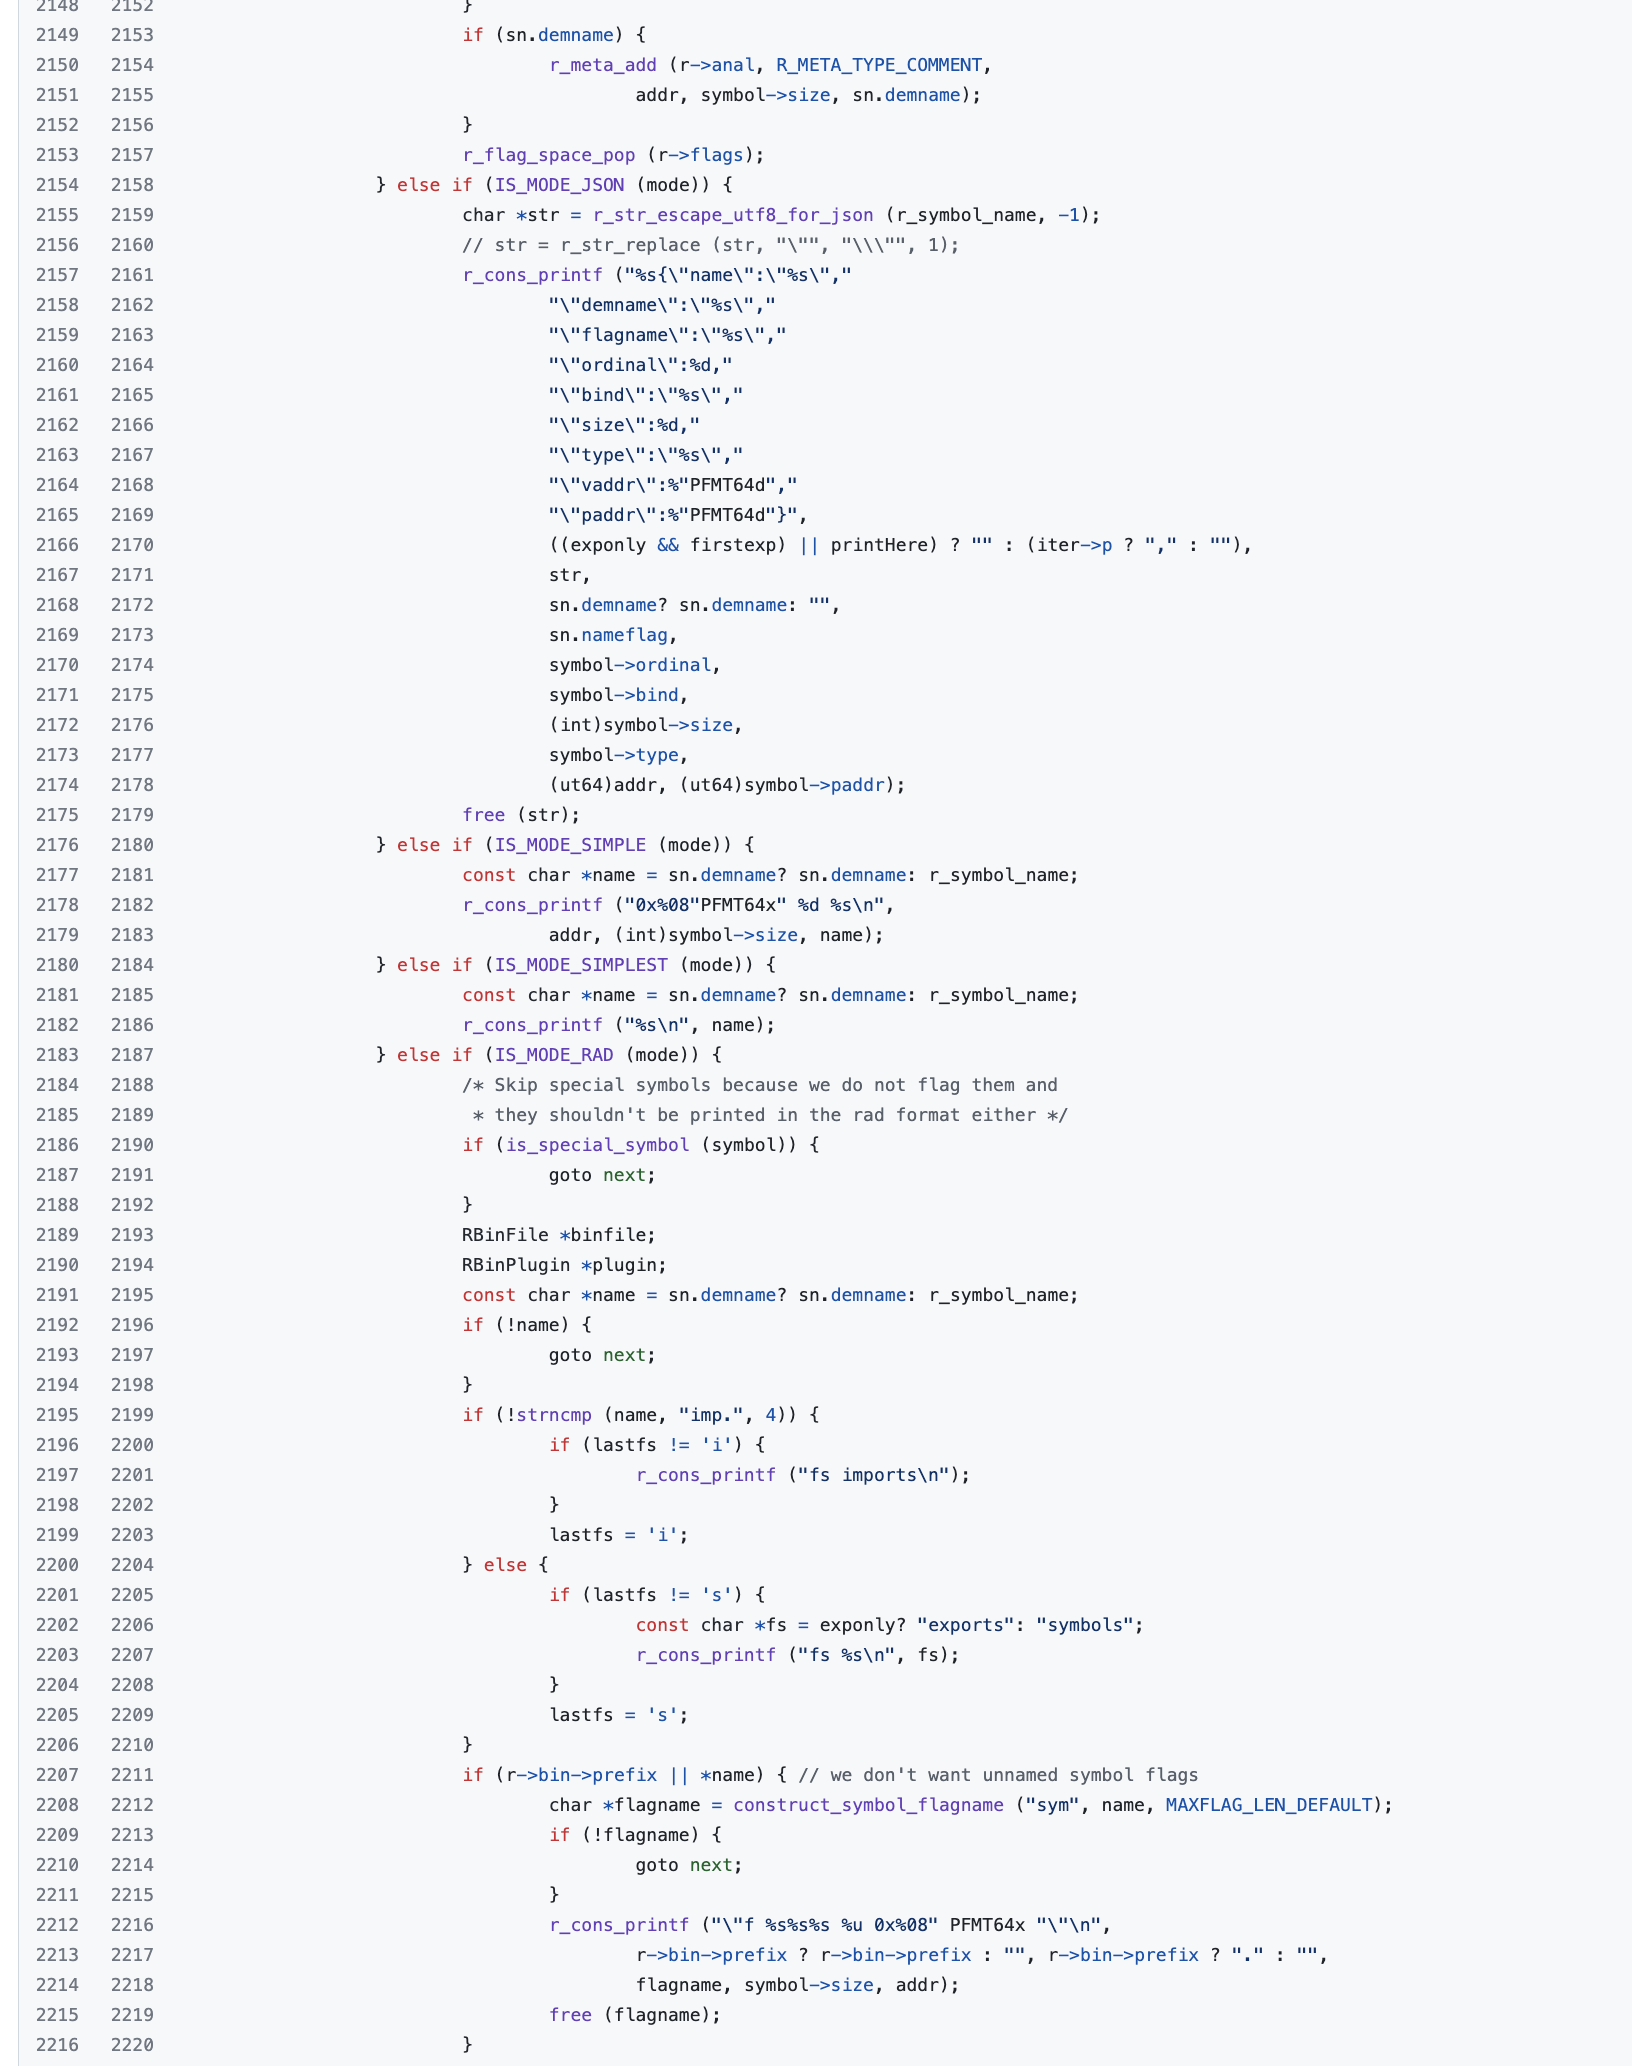 2148 2152 }
2149 2153 if (sn.demname) {
2150 2154 r_meta_add (r->anal, R_META_TYPE_COMMENT,
2151 2155 addr, symbol->size, sn.demname);
2152 2156 }
2153 2157 r_flag_space_pop (r->flags);
2154 2158 } else if (IS_MODE_JSON (mode)) {
2155 2159 char *str = r_str_escape_utf8_for_json (r_symbol_name, -1);
2156 2160 // str = r_str_replace (str, "\"", "\\\"", 1);
2157 2161 r_cons_printf ("%s{\"name\":\"%s\","
2158 2162 "\"demname\":\"%s\","
2159 2163 "\"flagname\":\"%s\","
2160 2164 "\"ordinal\":%d,"
2161 2165 "\"bind\":\"%s\","
2162 2166 "\"size\":%d,"
2163 2167 "\"type\":\"%s\","
2164 2168 "\"vaddr\":%"PFMT64d","
2165 2169 "\"paddr\":%"PFMT64d"}",
2166 2170 ((exponly && firstexp) || printHere) ? "" : (iter->p ? "," : ""),
2167 2171 str,
2168 2172 sn.demname? sn.demname: "",
2169 2173 sn.nameflag,
2170 2174 symbol->ordinal,
2171 2175 symbol->bind,
2172 2176 (int)symbol->size,
2173 2177 symbol->type,
2174 2178 (ut64)addr, (ut64)symbol->paddr);
2175 2179 free (str);
2176 2180 } else if (IS_MODE_SIMPLE (mode)) {
2177 2181 const char *name = sn.demname? sn.demname: r_symbol_name;
2178 2182 r_cons_printf ("0x%08"PFMT64x" %d %s\n",
2179 2183 addr, (int)symbol->size, name);
2180 2184 } else if (IS_MODE_SIMPLEST (mode)) {
2181 2185 const char *name = sn.demname? sn.demname: r_symbol_name;
2182 2186 r_cons_printf ("%s\n", name);
2183 2187 } else if (IS_MODE_RAD (mode)) {
2184 2188 /* Skip special symbols because we do not flag them and
2185 2189 * they shouldn't be printed in the rad format either */
2186 2190 if (is_special_symbol (symbol)) {
2187 2191 goto next;
2188 2192 }
2189 2193 RBinFile *binfile;
2190 2194 RBinPlugin *plugin;
2191 2195 const char *name = sn.demname? sn.demname: r_symbol_name;
2192 2196 if (!name) {
2193 2197 goto next;
2194 2198 }
2195 2199 if (!strncmp (name, "imp.", 4)) {
2196 2200 if (lastfs != 'i') {
2197 2201 r_cons_printf ("fs imports\n");
2198 2202 }
2199 2203 lastfs = 'i';
2200 2204 } else {
2201 2205 if (lastfs != 's') {
2202 2206 const char *fs = exponly? "exports": "symbols";
2203 2207 r_cons_printf ("fs %s\n", fs);
2204 2208 }
2205 2209 lastfs = 's';
2206 2210 }
2207 2211 if (r->bin->prefix || *name) { // we don't want unnamed symbol flags
2208 2212 char *flagname = construct_symbol_flagname ("sym", name, MAXFLAG_LEN_DEFAULT);
2209 2213 if (!flagname) {
2210 2214 goto next;
2211 2215 }
2212 2216 r_cons_printf ("\"f %s%s%s %u 0x%08" PFMT64x "\"\n",
2213 2217 r->bin->prefix ? r->bin->prefix : "", r->bin->prefix ? "." : "",
2214 2218 flagname, symbol->size, addr);
2215 2219 free (flagname);
2216 2220 }